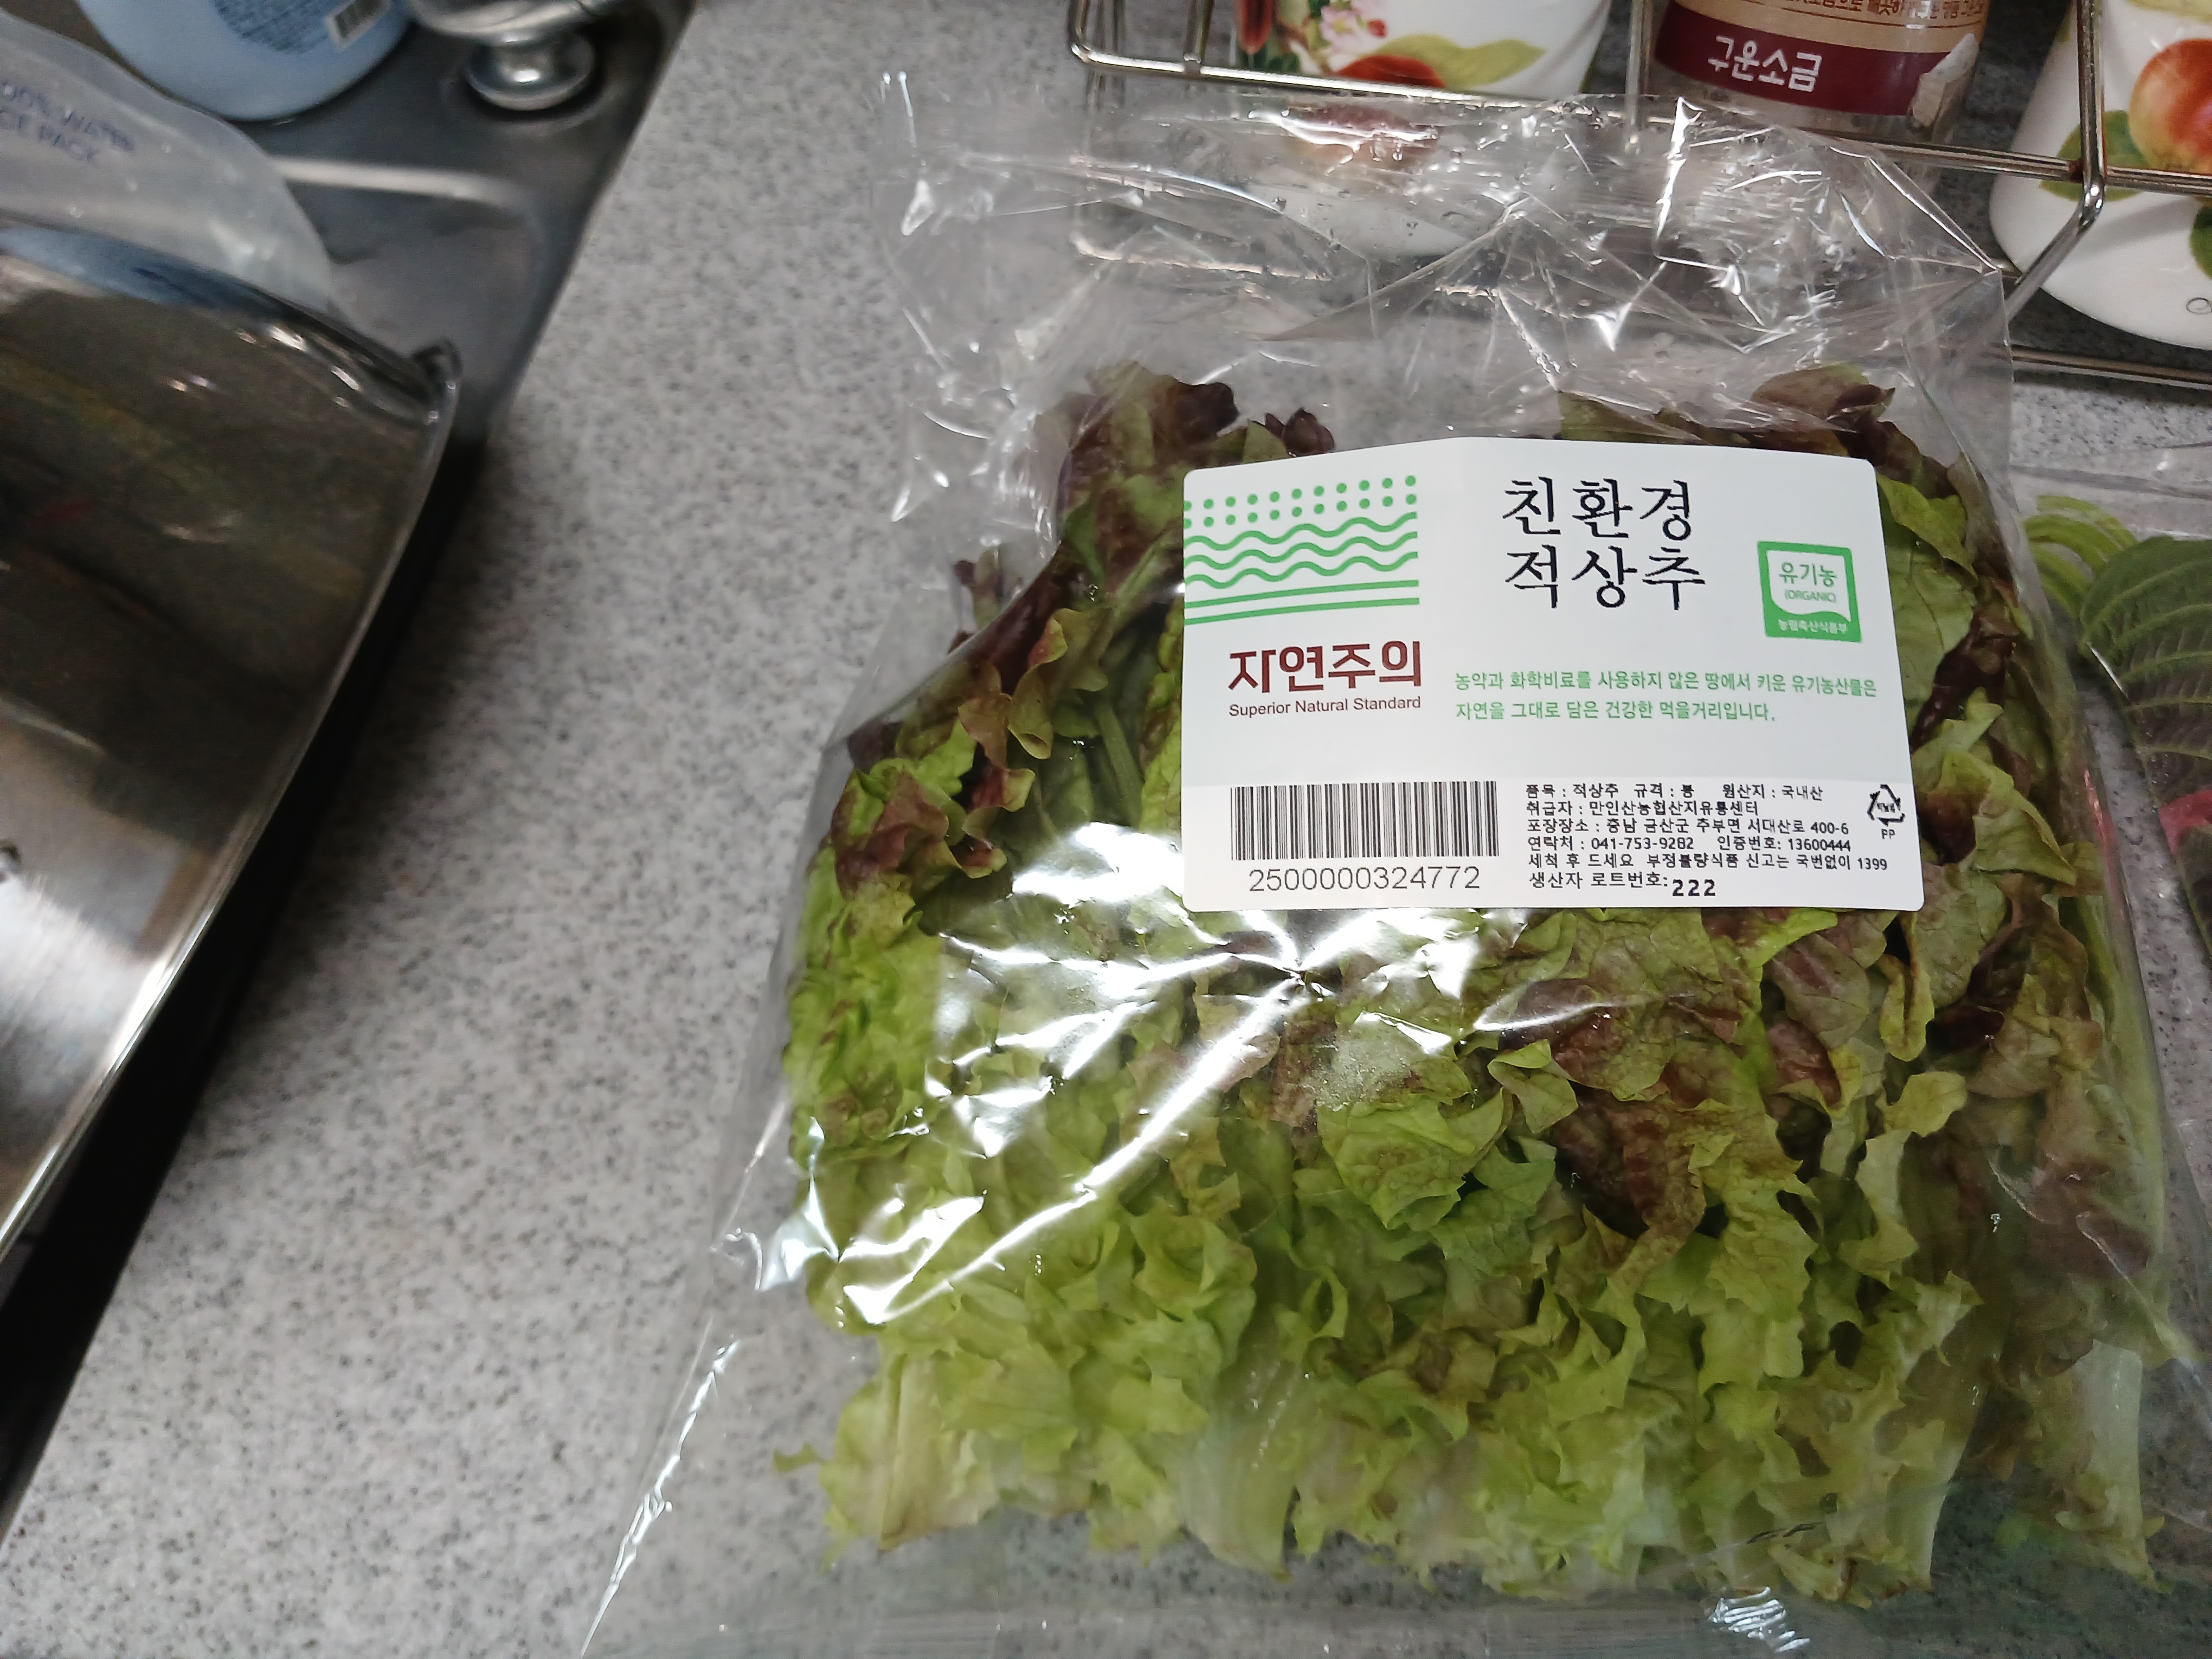 100% WATER
ICE PACK
구운소금
친환경
적상추
유기농
(ORGANIC)
농림축산식품부
자연주의
Superior Natural Standard
농약과 화학비료를 사용하지 않은 땅에서 키운 유기농산물은
자연을 그대로 담은 건강한 먹을거리입니다.
2500000324772
품목 : 적상추 규격 : 봉 원산지 : 국내산
취급자 : 만인산농협산지유통센터
포장장소 : 충남 금산군 추부면 서대산로 400-6
연락처 : 041-753-9282 인증번호: 13600444
세척 후 드세요 부정불량식품 신고는 국번없이 1399
생산자 로트번호: 222
PP